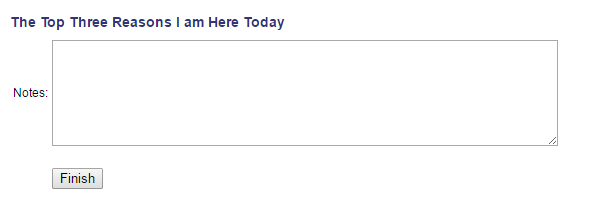 The Top Three Reasons I am Here Today
Notes:
Finish